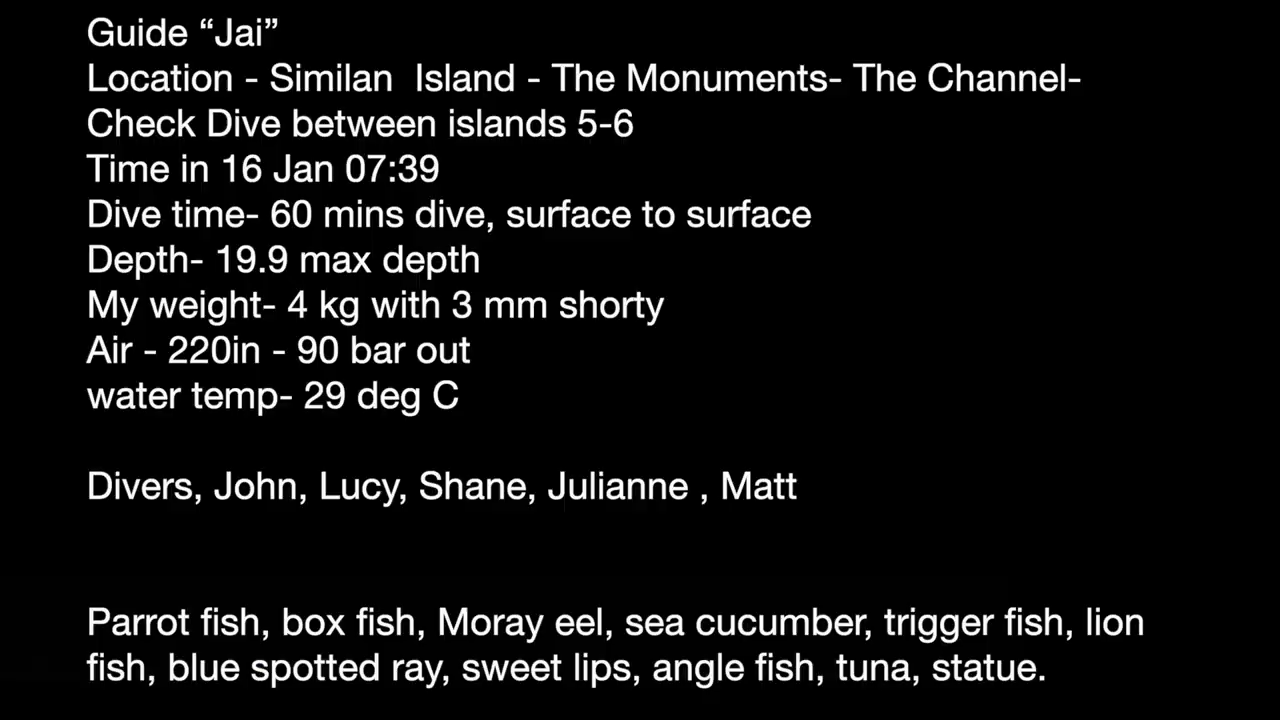 Guide “Jai”
Location - Similan  Island - The Monuments- The Channel-
Check Dive between islands 5-6
Time in 16 Jan 07:39
Dive time- 60 mins dive, surface to surface
Depth- 19.9 max depth
My weight- 4 kg with 3 mm shorty
Air - 220in - 90 bar out
water temp- 29 deg C
Divers, John, Lucy, Shane, Julianne , Matt
Parrot fish, box fish, Moray eel, sea cucumber, trigger fish, lion
fish, blue spotted ray, sweet lips, angle fish, tuna, statue.